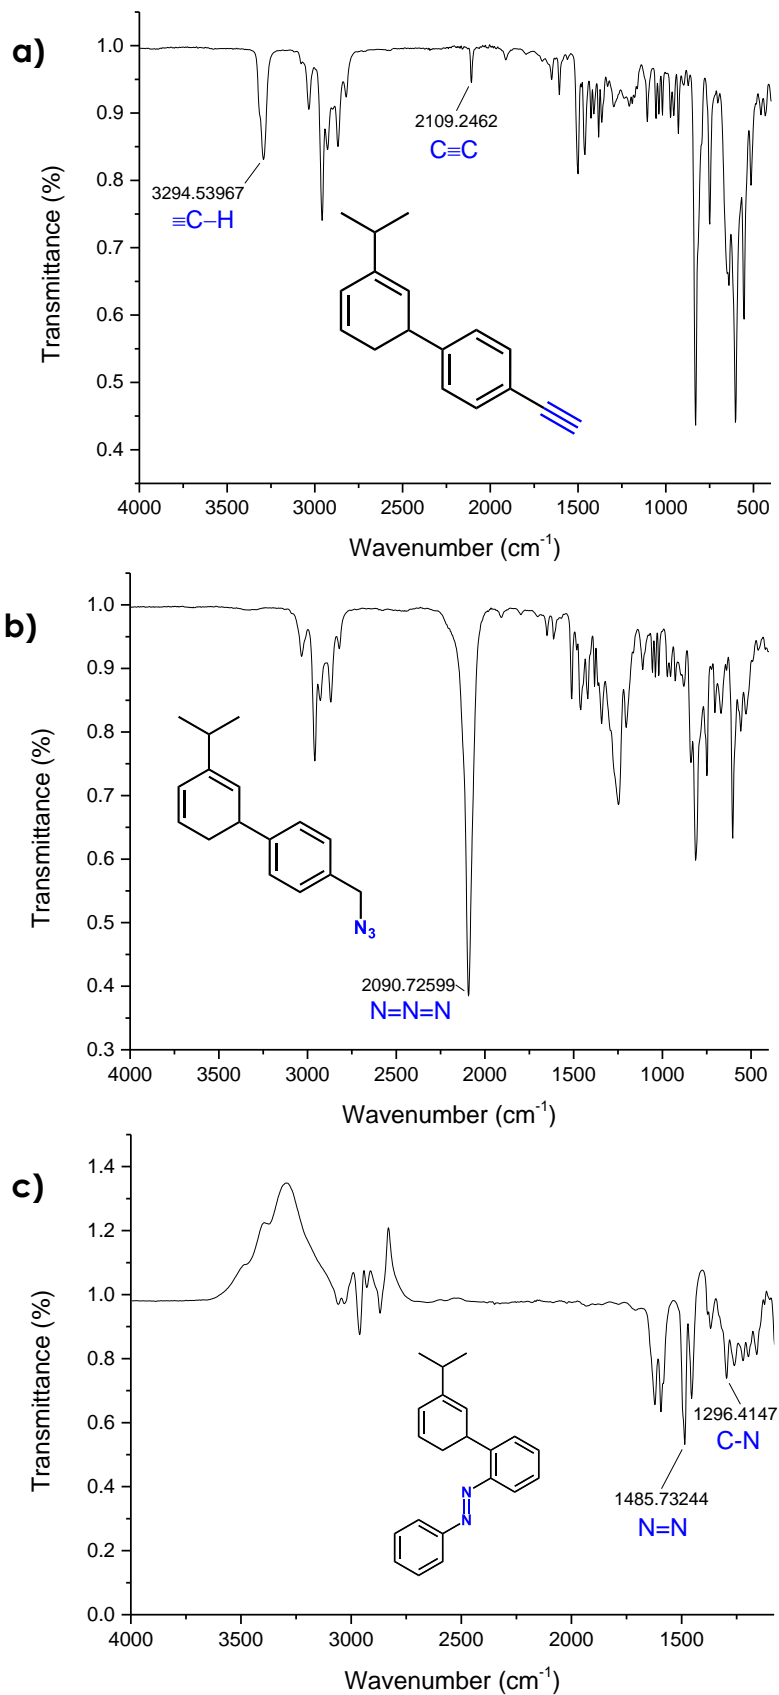 a)
1.0
0.9
0.8
0.7
0.6
0.5
0.4
Transmittance (%)
2109.2462
C≡C
3294.53967
≡C–H
4000 3500 3000 2500 2000 1500 1000 500
Wavenumber (cm-1)
b)
1.0
0.9
0.8
0.7
0.6
0.5
0.4
0.3
Transmittance (%)
N3
2090.72599
N=N=N
4000 3500 3000 2500 2000 1500 1000 500
Wavenumber (cm-1)
c)
1.4
1.2
1.0
0.8
0.6
0.4
0.2
0.0
Transmittance (%)
1296.4147
C-N
1485.73244
N=N
N
N
4000 3500 3000 2500 2000 1500
Wavenumber (cm-1)